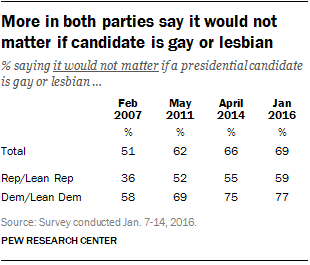 More in both parties say it would not
matter if candidate is gay or lesbian
% saying it would not matter if a presidential candidate
is gay or lesbian ...
Feb May April Jan
2007 2011 2014 2016
% % % %
Total 51 62 66 69
Rep/Lean Rep 36 52 55 59
Dem/Lean Dem 58 69 75 77
Source: Survey conducted Jan. 7-14, 2016.
PEW RESEARCH CENTER